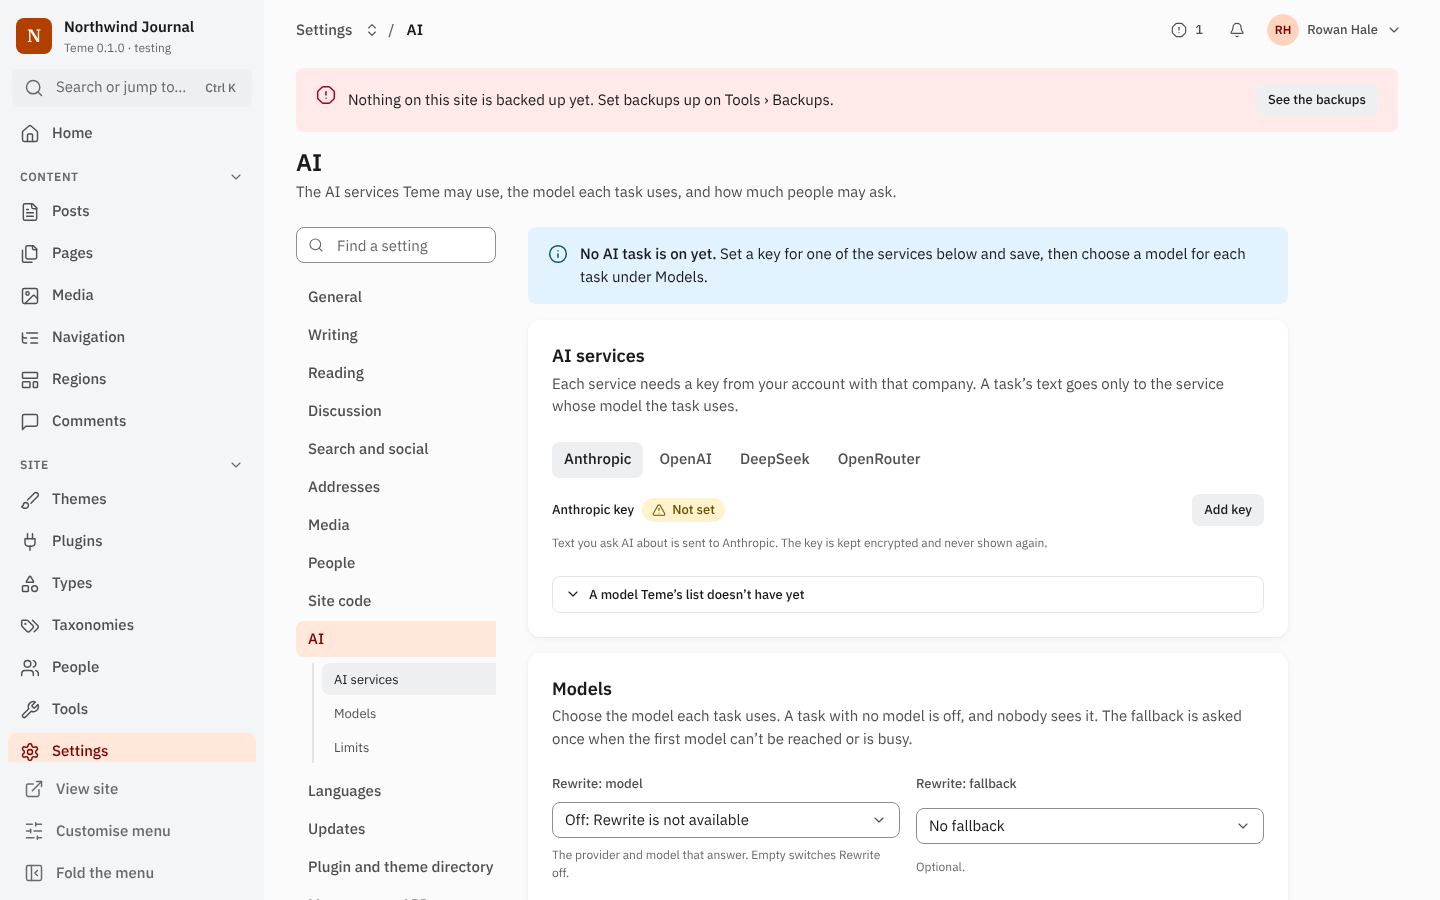 N
Northwind Journal
Teme 0.1.0 · testing
Search or jump to...
Ctrl K
Home
CONTENT
Posts
Pages
Media
Navigation
Regions
Comments
SITE
Themes
Plugins
Types
Taxonomies
People
Tools
Settings
View site
Customise menu
Fold the menu
Settings / AI
1
RH
Rowan Hale
Nothing on this site is backed up yet. Set backups up on Tools › Backups.
See the backups
AI
The AI services Teme may use, the model each task uses, and how much people may ask.
Find a setting
General
Writing
Reading
Discussion
Search and social
Addresses
Media
People
Site code
AI
AI services
Models
Limits
Languages
Updates
Plugin and theme directory
No AI task is on yet. Set a key for one of the services below and save, then choose a model for each
task under Models.
AI services
Each service needs a key from your account with that company. A task’s text goes only to the service
whose model the task uses.
Anthropic
OpenAI
DeepSeek
OpenRouter
Anthropic key
Not set
Add key
Text you ask AI about is sent to Anthropic. The key is kept encrypted and never shown again.
A model Teme’s list doesn’t have yet
Models
Choose the model each task uses. A task with no model is off, and nobody sees it. The fallback is asked
once when the first model can’t be reached or is busy.
Rewrite: model
Off: Rewrite is not available
The provider and model that answer. Empty switches Rewrite
off.
Rewrite: fallback
No fallback
Optional.